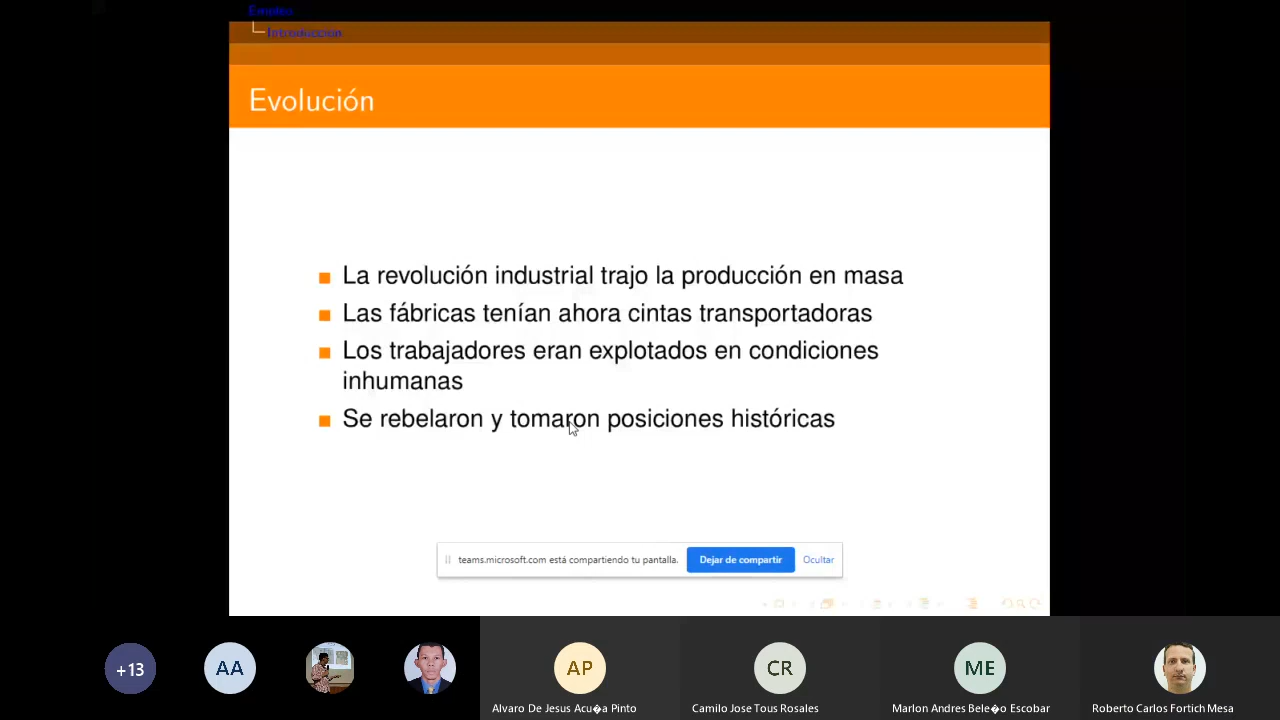 Empleo
Introducción
Evolución
La revolución industrial trajo la producción en masa
Las fábricas tenían ahora cintas transportadoras
Los trabajadores eran explotados en condiciones
inhumanas
Se rebelaron y tomaron posiciones históricas
teams.microsoft.com está compartiendo tu pantalla. Dejar de compartir Ocultar
+13 AA AP CR ME
Alvaro De Jesus Acu�a Pinto Camilo Jose Tous Rosales Marlon Andres Bele�o Escobar Roberto Carlos Fortich Mesa